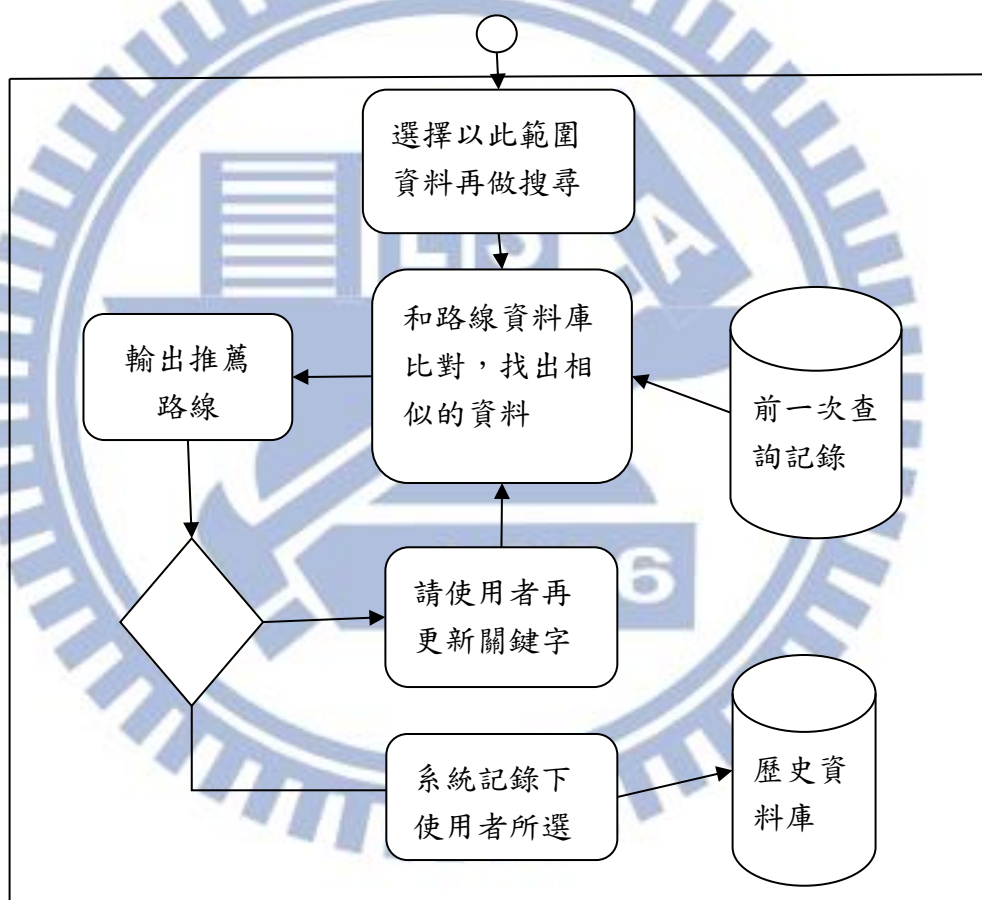 選擇以此範圍
資料再做搜尋
和路線資料庫
比對，找出相
似的資料
輸出推薦
路線
前一次查
詢記錄
請使用者再
更新關鍵字
系統記錄下
使用者所選
歷史資
料庫
A
6